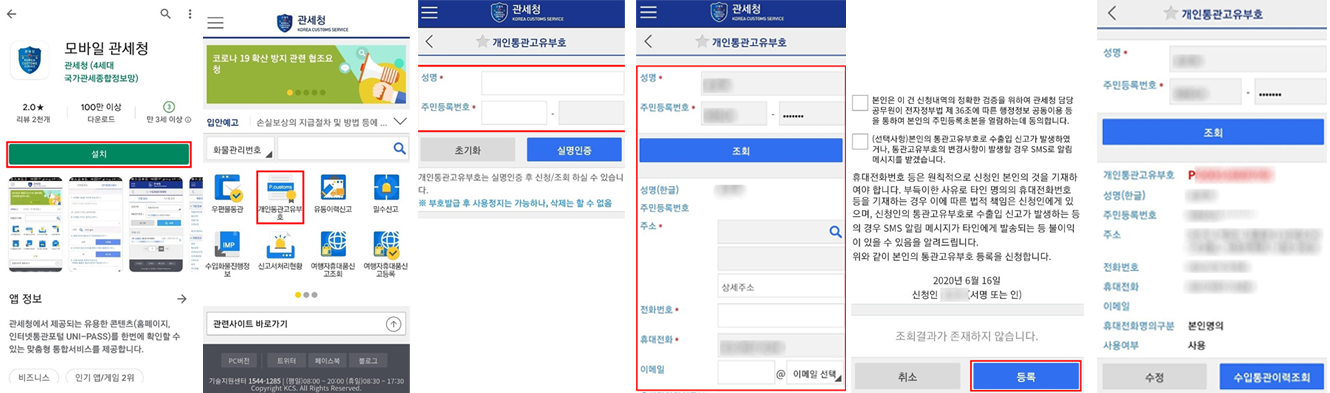 모바일 관세청
관세청 (4세대
국가관세종합정보망)
2.0★
리뷰 2천개
100만 이상
다운로드
3
만 3세 이상
설치
앱 정보
관세청에서 제공되는 유용한 콘텐츠(홈페이지,
인터넷통관포털 UNI-PASS)를 한번에 확인할 수
있는 맞춤형 통합서비스를 제공합니다.
비즈니스
인기 앱/게임 2위
관세청
KOREA CUSTOMS SERVICE
코로나 19 확산 방지 관련 협조요
청
입안예고
손실보상의 지급절차 및 방법 등에 ...
화물관리번호
우편물통관
P.customs
개인통관고유부
호
유통이력신고
밀수신고
IMP
수입화물진행정
보
신고서처리현황
여행자휴대품신
고조회
여행자휴대품신
고등록
관련사이트 바로가기
PC버전
트위터
페이스북
블로그
기술지원센터 1544-1285 | (평일)08:00 ~ 20:00 (휴일)08:30 ~ 17:30
Copyright KCS. All Rights Reserved.
관세청
KOREA CUSTOMS SERVICE
개인통관고유부호
성명 *
주민등록번호 *
-
초기화
실명인증
개인통관고유부호는 실명인증 후 신청/조회 하실 수 있습니
다.
※ 부호발급 후 사용정지는 가능하나, 삭제는 할 수 없음
관세청
KOREA CUSTOMS SERVICE
개인통관고유부호
성명 *
주민등록번호 *
-
조회
성명(한글)
주민등록번호
주소 *
상세주소
전화번호 *
휴대전화 *
이메일
@
이메일 선택
본인은 이 건 신청내역의 정확한 검증을 위하여 관세청 담당
공무원이 전자정부법 제 36조에 따른 행정정보 공동이용 등
을 통하여 본인의 주민등록초본을 열람하는데 동의합니다.
(선택사항)본인의 통관고유부호로 수출입 신고가 발생하였
거나, 통관고유부호의 변경사항이 발생할 경우 SMS로 알림
메시지를 받겠습니다.
휴대전화번호 등은 원칙적으로 신청인 본인의 것을 기재하
여야 합니다. 부득이한 사유로 타인 명의의 휴대전화번호
등을 기재하는 경우 이에 따른 법적 책임은 신청인에게 있
으며, 신청인의 통관고유부호로 수출입 신고가 발생하는 등
의 경우 SMS 알림 메시지가 타인에게 발송되는 등 불이익
이 있을 수 있음을 알려드립니다.
위와 같이 본인의 통관고유부호 등록을 신청합니다.
2020년 6월 16일
신청인
(서명 또는 인)
조회결과가 존재하지 않습니다.
취소
등록
개인통관고유부호
성명 *
주민등록번호 *
-
조회
개인통관고유부호
P
성명(한글)
주민등록번호
주소
전화번호
휴대전화
이메일
휴대전화명의구분
본인명의
사용여부
사용
수정
수입통관이력조회